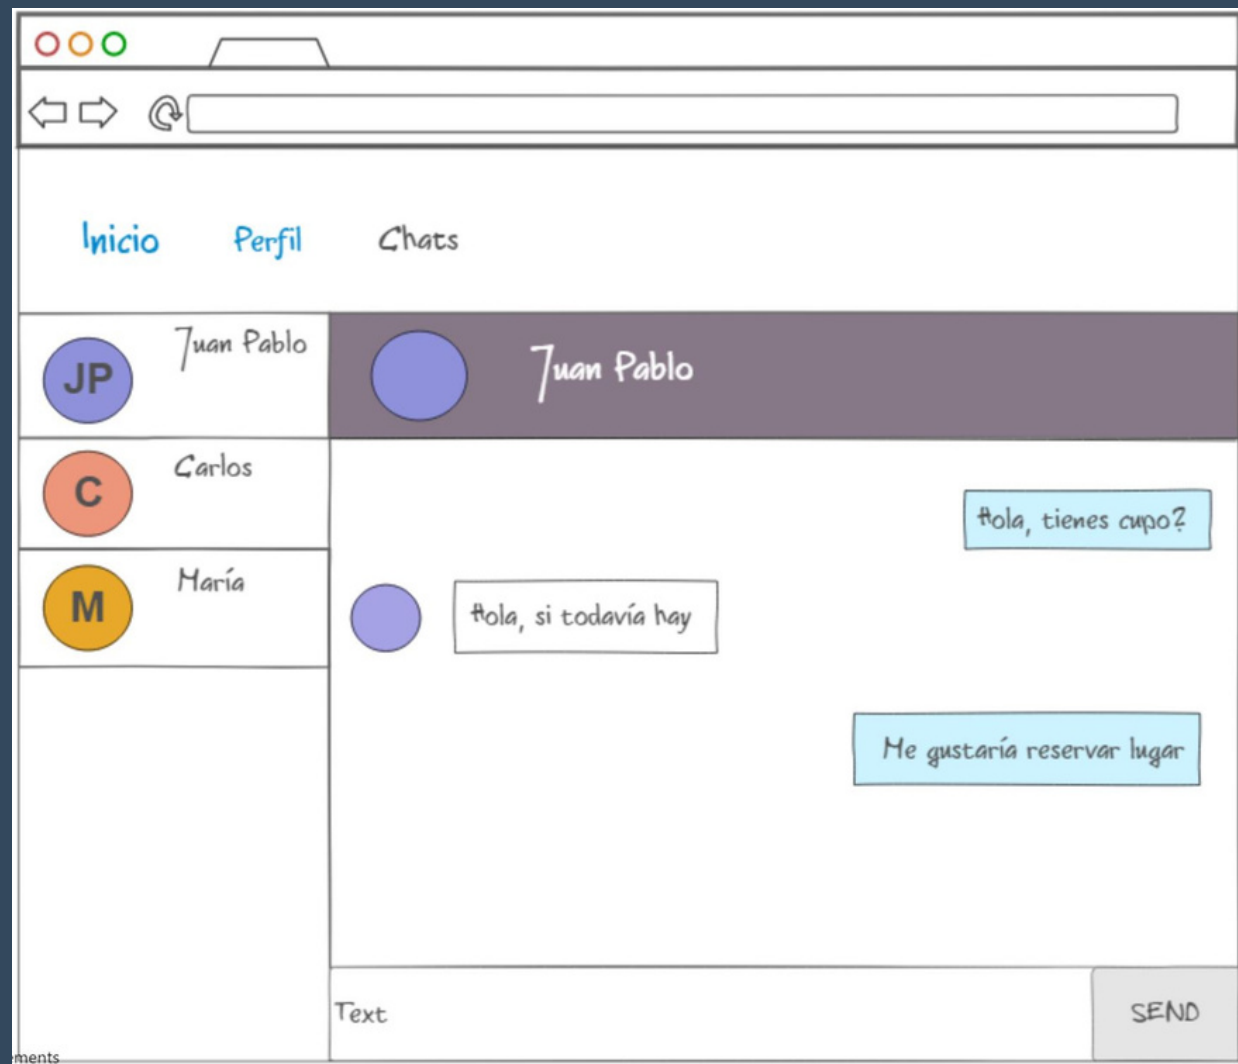 Inicio Perfil Chats
JP Juan Pablo
Juan Pablo
C Carlos
M María
Hola, tienes cupo?
Hola, si todavía hay
Me gustaría reservar lugar
Text
SEND
ements